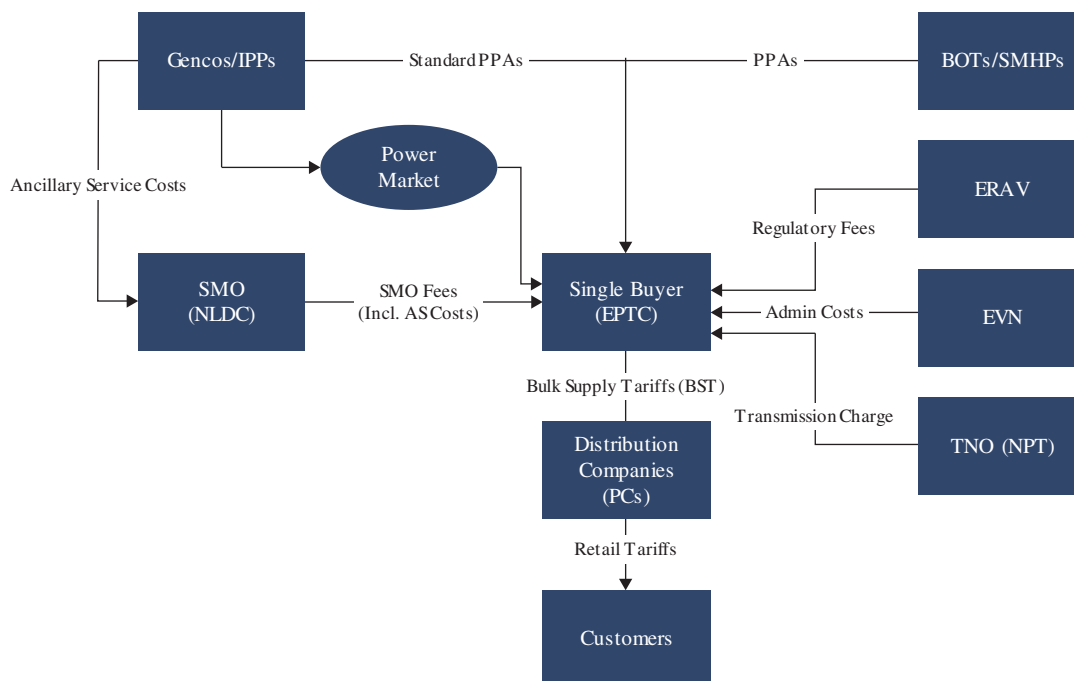 Gencos/IPPs
Standard PPAs
PPAs
BOTs/SMHPs
Power
Market
Ancillary Service Costs
ERAV
Regulatory Fees
SMO
(NLDC)
SMO Fees
(Incl. AS Costs)
Single Buyer
(EPTC)
Admin Costs
EVN
Bulk Supply Tariffs (BST)
Transmission Charge
Distribution
Companies
(PCs)
TNO (NPT)
Retail Tariffs
Customers